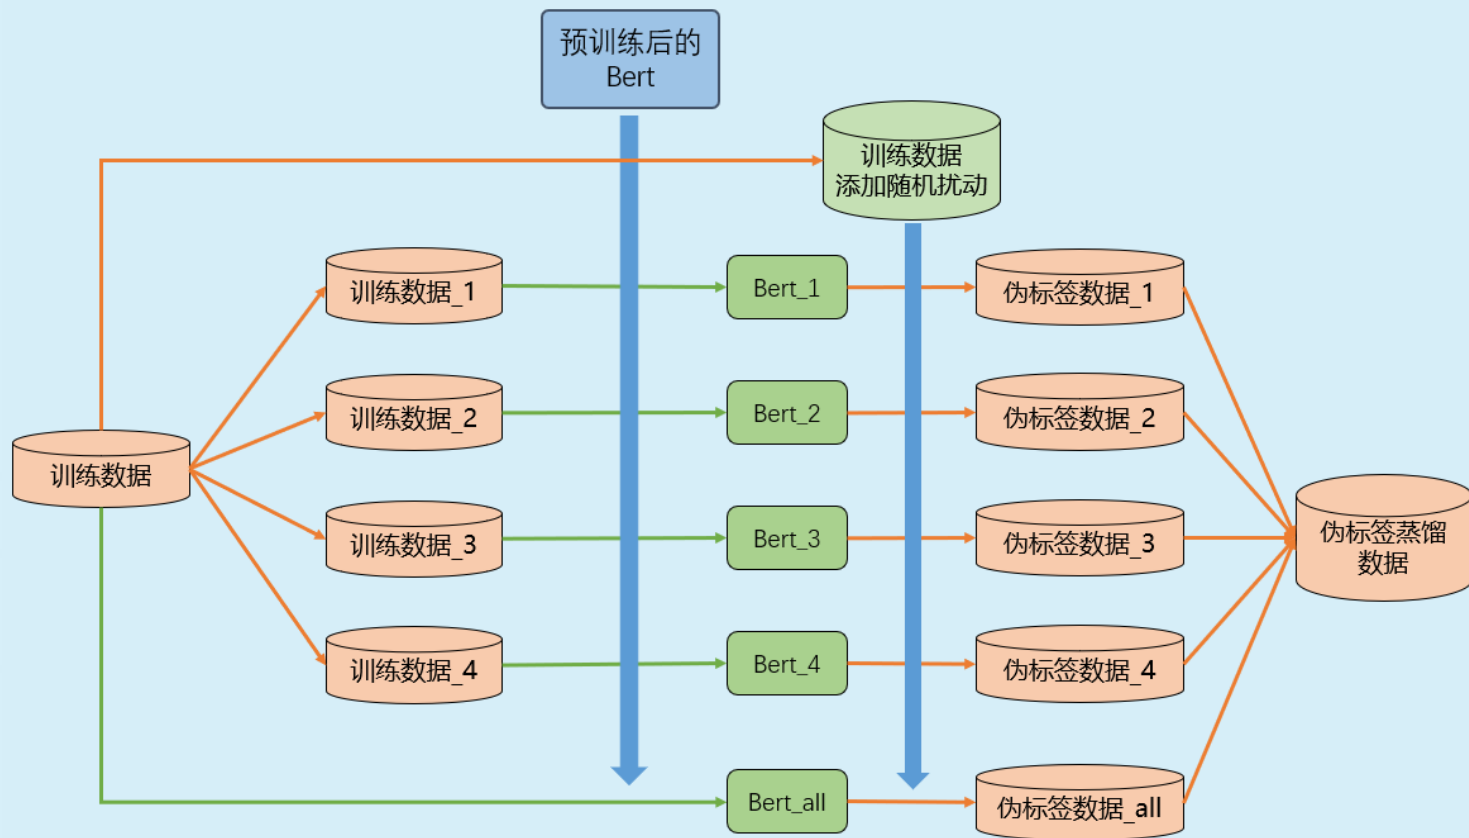 预训练后的
Bert
训练数据
添加随机扰动
训练数据_1
Bert_1
伪标签数据_1
训练数据_2
Bert_2
伪标签数据_2
训练数据
伪标签蒸馏
数据
训练数据_3
Bert_3
伪标签数据_3
训练数据_4
Bert_4
伪标签数据_4
Bert_all
伪标签数据_all